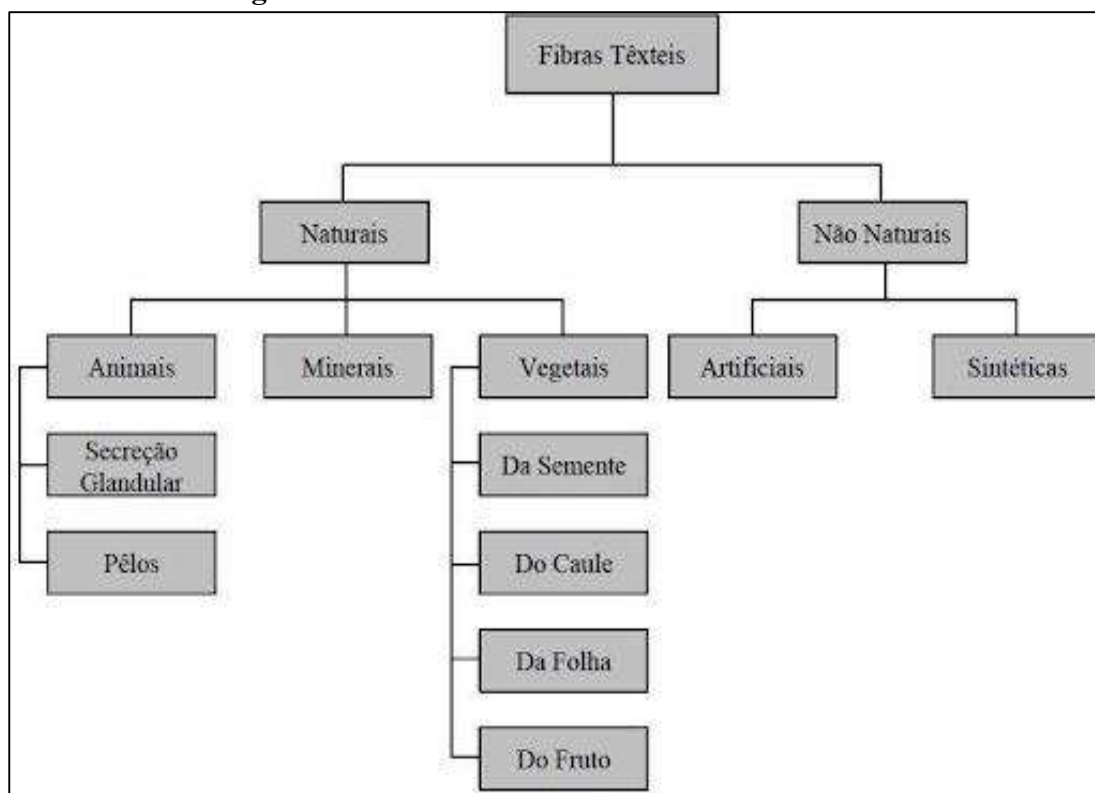 Fibras Têxteis
Naturais
Não Naturais
Animais
Minerais
Vegetais
Artificiais
Sintéticas
Secreção
Glandular
Da Semente
Pêlos
Do Caule
Da Folha
Do Fruto